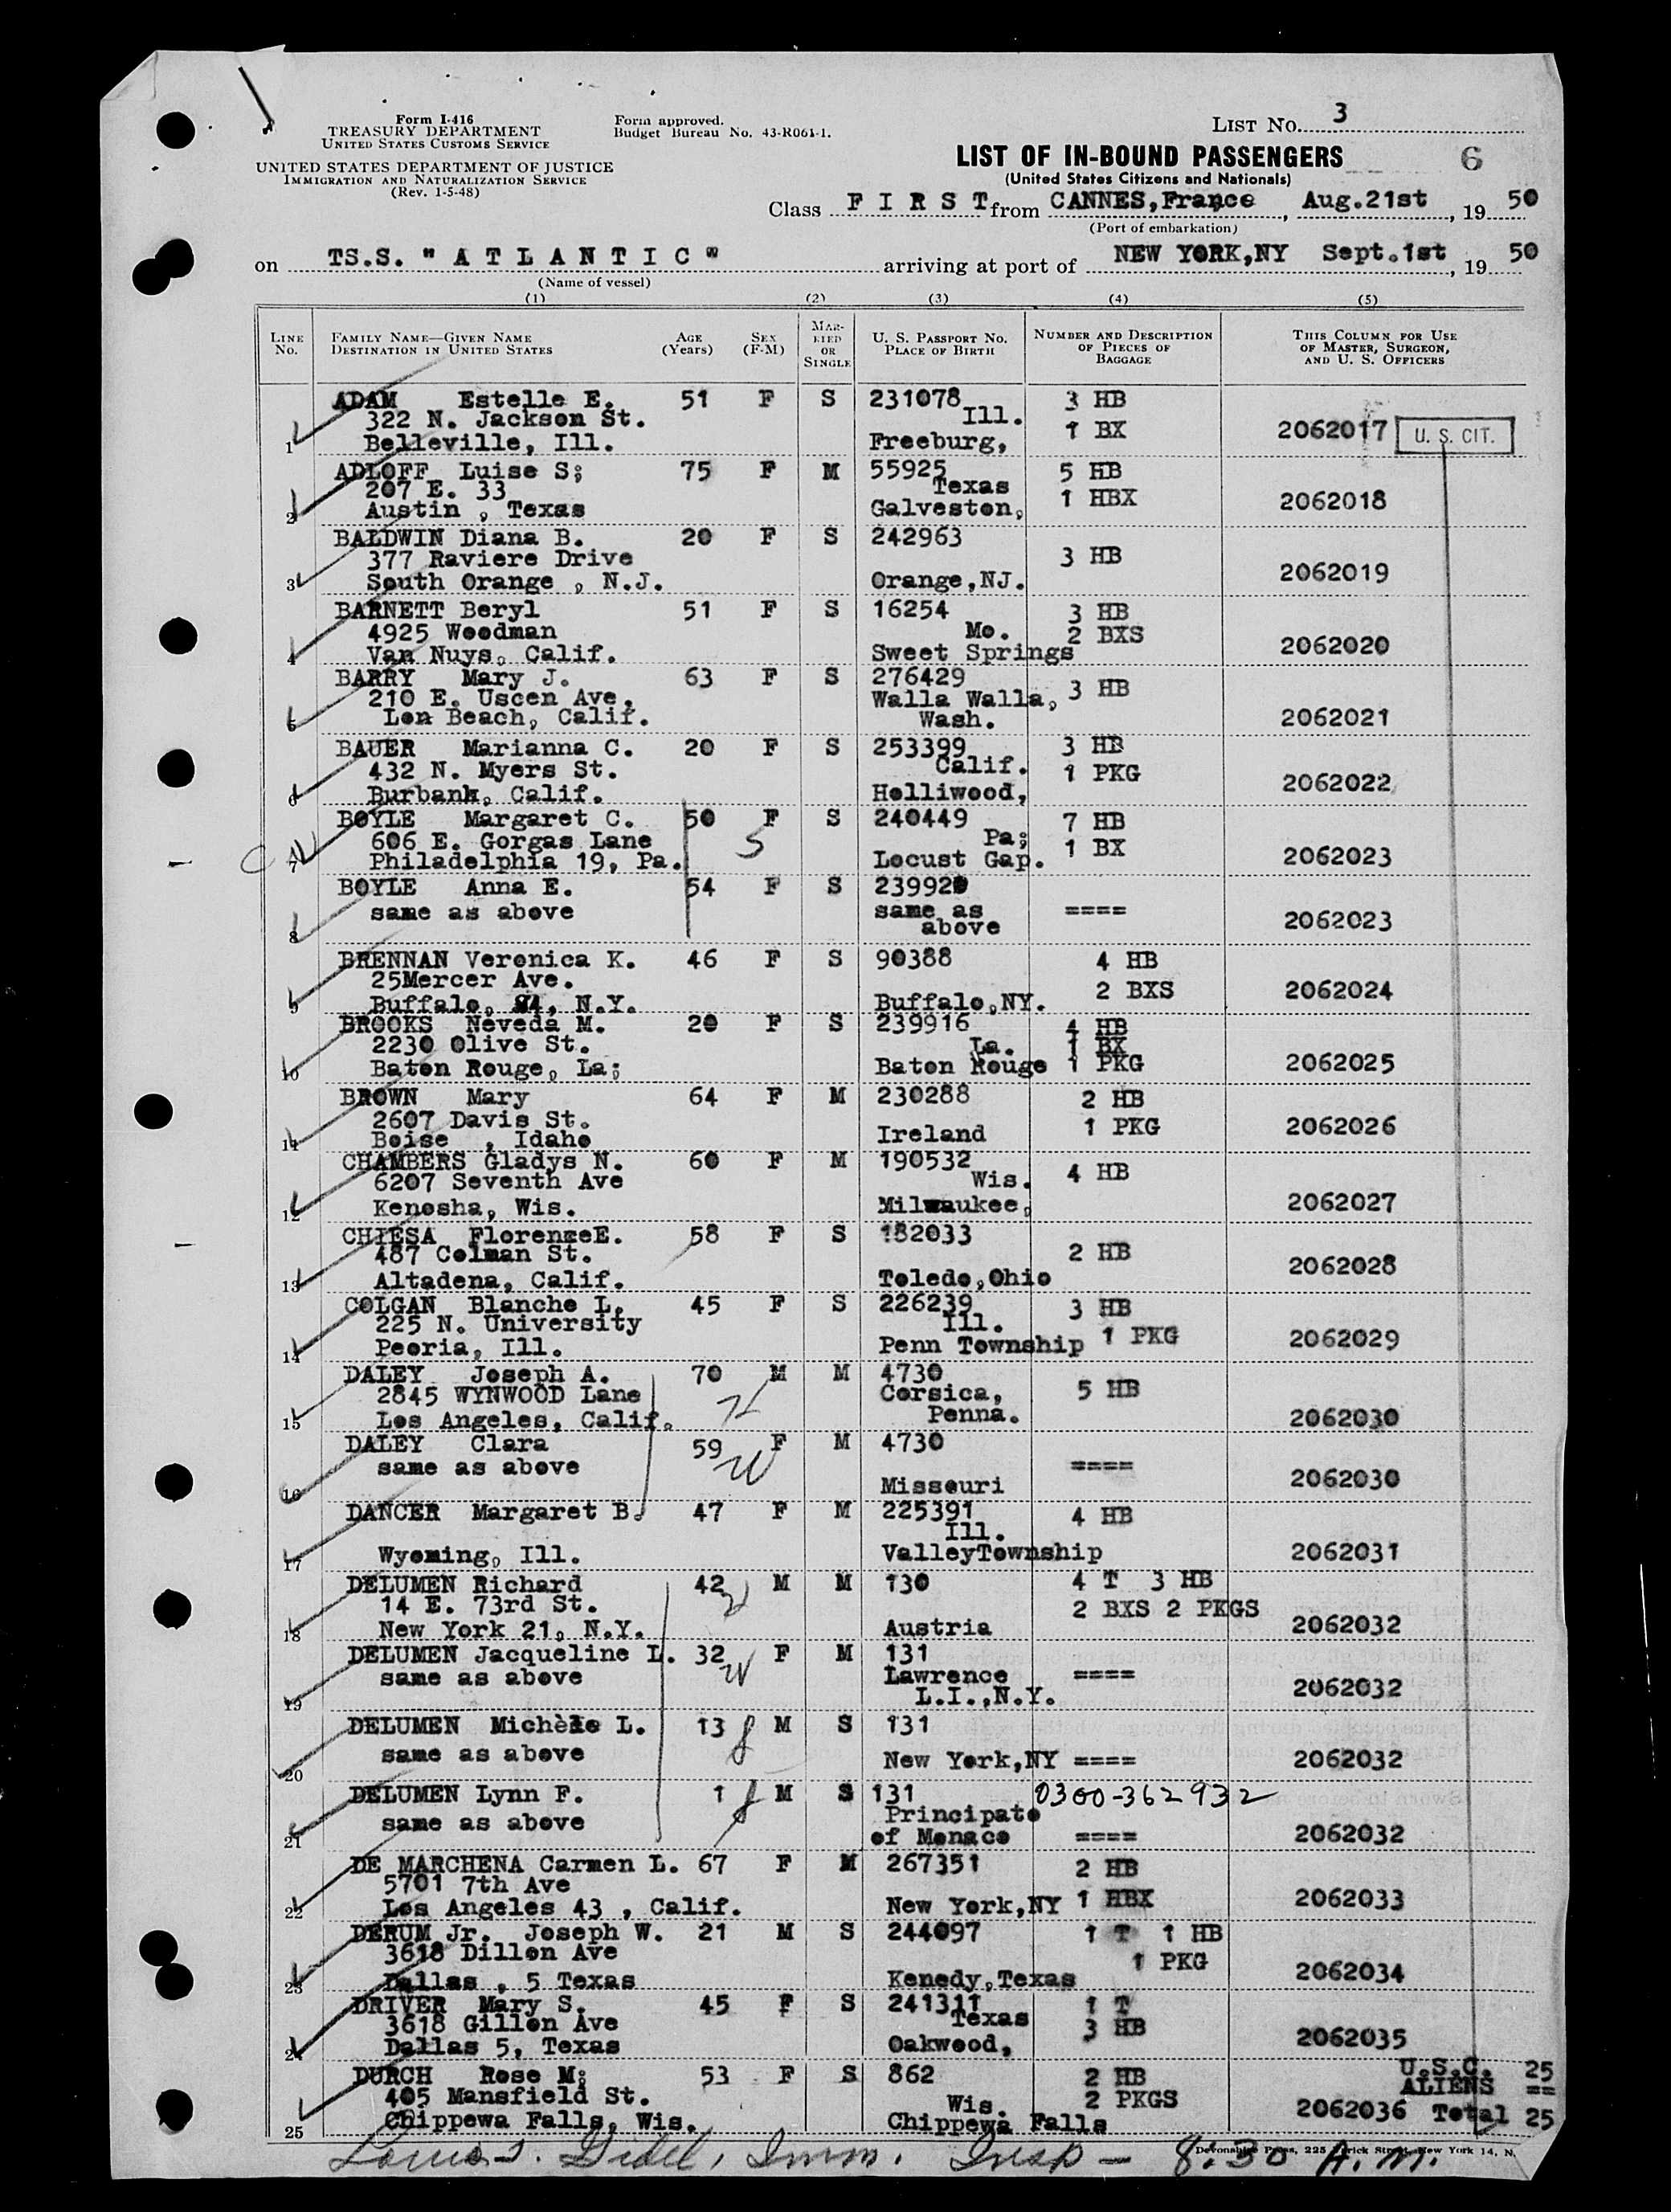 Form I-416
TREASURY DEPARTMENT
UNITED STATES CUSTOMS SERVICE
UNITED STATES DEPARTMENT OF JUSTICE
IMMIGRATION AND NATURALIZATION SERVICE
(Rev. 1-5-48)
Form approved.
Budget Bureau No. 43-R061-1.
LIST No. 3
LIST OF IN-BOUND PASSENGERS 6
(United States Citizens and Nationals)
Class F I R S T from CANNES,France, Aug.21st, 19 50
(Port of embarkation)
on TS.S. "A T L A N T I C" arriving at port of NEW YORK,NY Sept.1st, 19 50
(Name of vessel)
(1) (2) (3) (4) (5)
LINE No.
FAMILY NAME—GIVEN NAME
DESTINATION IN UNITED STATES
AGE (Years)
SEX (F-M)
MARRIED OR SINGLE
U. S. PASSPORT NO.
PLACE OF BIRTH
NUMBER AND DESCRIPTION OF PIECES OF BAGGAGE
THIS COLUMN FOR USE OF MASTER, SURGEON, AND U. S. OFFICERS
ADAM Estelle E. 51 F S 231078 3 HB
322 N. Jackson St. Ill.
1 Belleville, Ill. Freeburg, 1 BX 2062017 U. S. CIT.
ADLOFF Luise S; 75 F M 55925 5 HB
207 E. 33 Texas
2 Austin , Texas Galveston, 1 HBX 2062018
BALDWIN Diana B. 20 F S 242963
377 Raviere Drive 3 HB
3 South Orange , N.J. Orange,NJ. 2062019
BARNETT Beryl 51 F S 16254 3 HB
4925 Woodman Mo. 2 BXS
4 Van Nuys, Calif. Sweet Springs 2062020
BARRY Mary J. 63 F S 276429
210 E. Uscen Ave, Walla Walla, 3 HB
5 Lon Beach, Calif. Wash. 2062021
BAUER Marianna C. 20 F S 253399 3 HB
432 N. Myers St. Calif. 1 PKG
6 Burbank, Calif. Helliwood, 2062022
BOYLE Margaret C. 50 F S 240449 7 HB
606 E. Gorgas Lane Pa; 1 BX
7 Philadelphia 19, Pa. Locust Gap. 2062023
BOYLE Anna E. 54 F S 239920
same as above same as ====
8 above 2062023
BRENNAN Veronica K. 46 F S 90388 4 HB
25Mercer Ave.
9 Buffalo, N.Y. Buffalo,NY. 2 BXS 2062024
BROOKS Neveda M. 20 F S 239916 4 HB
2230 Olive St. La. 1 BX
10 Baton Rouge, La; Baton Rouge 1 PKG 2062025
BROWN Mary 64 F M 230288 2 HB
2607 Davis St.
11 Boise , Idaho Ireland 1 PKG 2062026
CHAMBERS Gladys N. 60 F M 190532
6207 Seventh Ave Wis. 4 HB
12 Kenosha, Wis. Milwaukee, 2062027
CHIESA FlorenzeE. 58 F S 182033
487 Colman St. 2 HB
13 Altadena, Calif. Toledo,Ohio 2062028
COLGAN Blanche L. 45 F S 226239 3 HB
225 N. University Ill.
14 Peoria, Ill. Penn Township 1 PKG 2062029
DALEY Joseph A. 70 M M 4730
2845 WYNWOOD Lane Corsica, 5 HB
15 Los Angeles, Calif. Penna. 2062030
DALEY Clara 59 F M 4730
same as above ====
16 Missouri 2062030
DANCER Margaret B. 47 F M 225391 4 HB
Ill.
17 Wyoming, Ill. ValleyTownship 2062031
DELUMEN Richard 42 M M 130 4 T 3 HB
14 E. 73rd St. 2 BXS 2 PKGS
18 New York 21, N.Y. Austria 2062032
DELUMEN Jacqueline L. 32 F M 131
same as above Lawrence ====
19 L.I.,N.Y. 2062032
DELUMEN Michèle L. 13 M S 131
same as above
20 New York,NY ==== 2062032
DELUMEN Lynn F. 1 M S 131 0300-362932
same as above Principato
21 of Monaco ==== 2062032
DE MARCHENA Carmen L. 67 F M 267351 2 HB
5701 7th Ave
22 Los Angeles 43 , Calif. New York,NY 1 HBX 2062033
DERUM Jr. Joseph W. 21 M S 244097 1 T 1 HB
3618 Dillon Ave 1 PKG
23 Dallas , 5 Texas Kenedy,Texas 2062034
DRIVER Mary S. 45 F S 241311 1 T
3618 Gillon Ave Texas 3 HB
24 Dallas 5, Texas Oakwood, 2062035
DURCH Rose M; 53 F S 862 2 HB U.S.C. 25
405 Mansfield St. Wis. 2 PKGS ALIENS ==
25 Chippewa Falls, Wis. Chippewa Falls 2062036 Total 25
Imm. Insp - 8:30 A.M.
Devonshire Press, 225 Varick Street, New York 14, N.